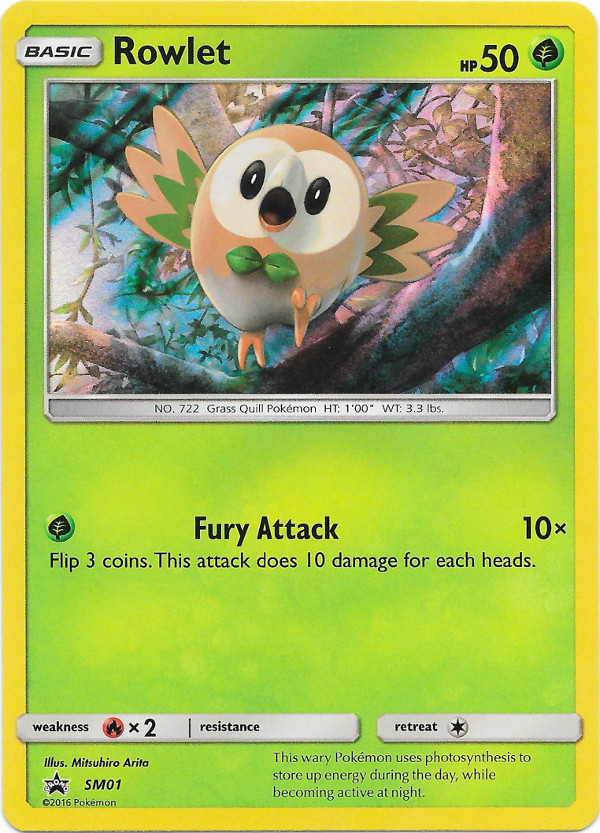 BASIC Rowlet HP 50
NO. 722 Grass Quill Pokémon HT: 1'00" WT: 3.3 lbs.
Fury Attack 10×
Flip 3 coins. This attack does 10 damage for each heads.
weakness ×2 resistance retreat
Illus. Mitsuhiro Arita
SM01
©2016 Pokémon
This wary Pokémon uses photosynthesis to
store up energy during the day, while
becoming active at night.